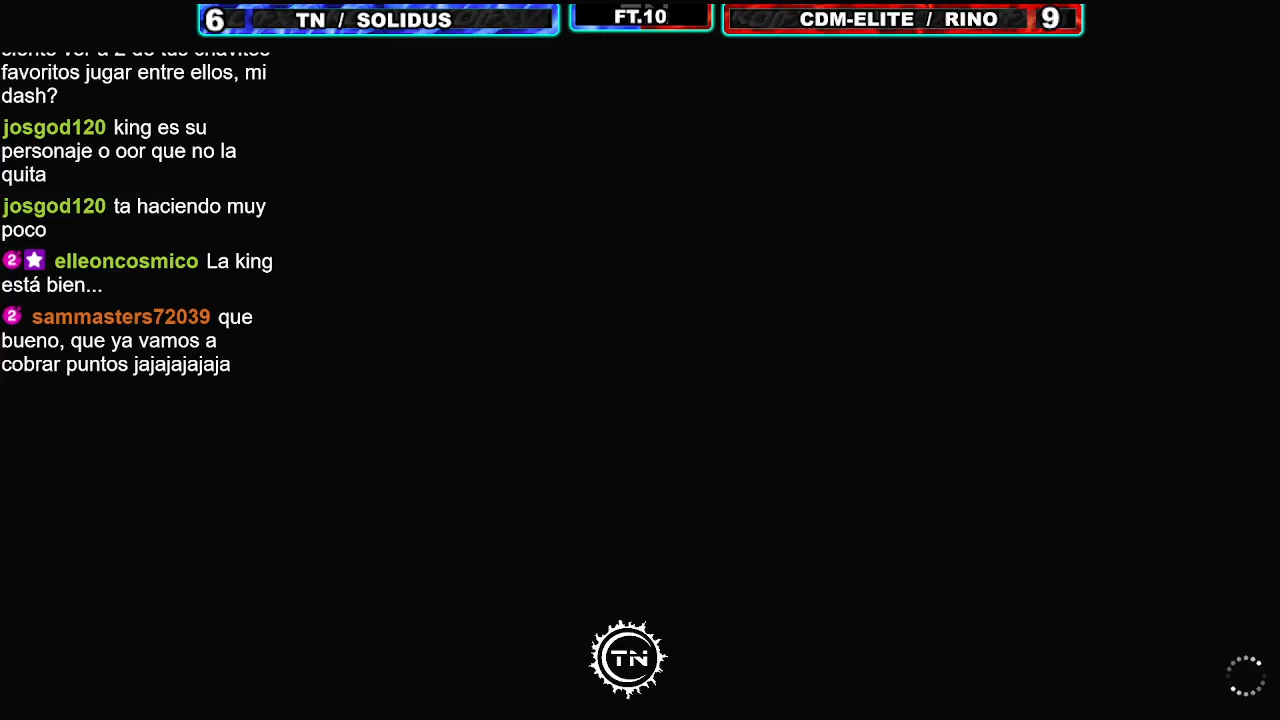 6 TN / SOLIDUS FT.10 CDM-ELITE / RINO 9
favoritos jugar entre ellos, mi
dash?
josgod120 king es su
personaje o oor que no la
quita
josgod120 ta haciendo muy
poco
2 elleoncosmico La king
está bien...
2 sammasters72039 que
bueno, que ya vamos a
cobrar puntos jajajajajaja
TN